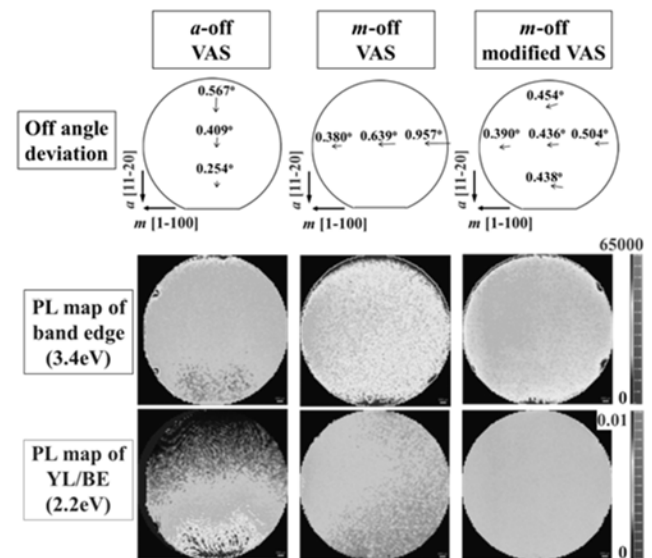 a-off
VAS
m-off
VAS
m-off
modified VAS
Off angle
deviation
0.567°
0.409°
0.254°
a [11-20]
m [1-100]
0.380° 0.639° 0.957°
a [11-20]
m [1-100]
0.454°
0.390° 0.436° 0.504°
0.438°
a [11-20]
m [1-100]
PL map of
band edge
(3.4eV)
65000
0
PL map of
YL/BE
(2.2eV)
0.01
0